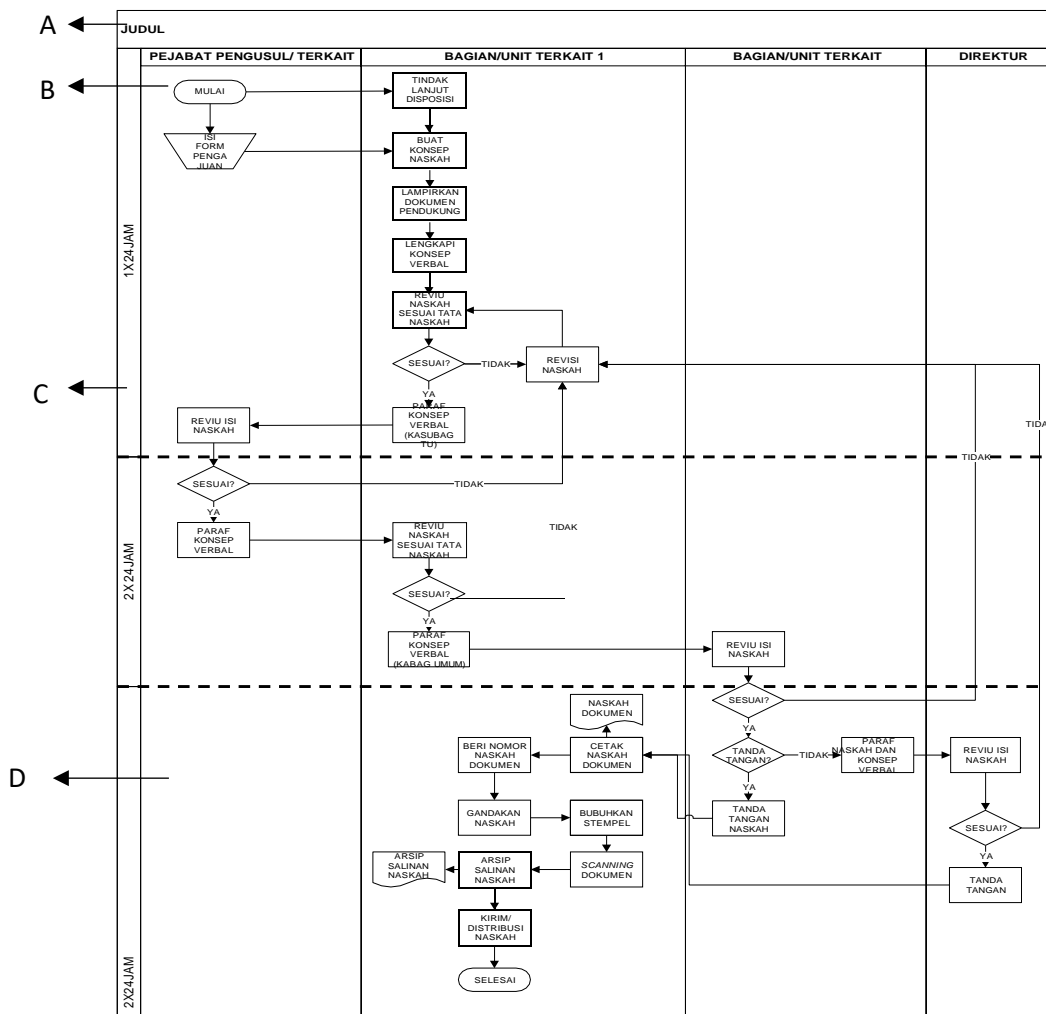 A
JUDUL
PEJABAT PENGUSUL/ TERKAIT
BAGIAN/UNIT TERKAIT 1
BAGIAN/UNIT TERKAIT
DIREKTUR
B
MULAI
TINDAK
LANJUT
DISPOSISI
ISI
FORM
PENGA
JUAN
BUAT
KONSEP
NASKAH
LAMPIRKAN
DOKUMEN
PENDUKUNG
1X24JAM
LENGKAPI
KONSEP
VERBAL
REVIU
NASKAH
SESUAI TATA
NASKAH
SESUAI?
TIDAK
REVISI
NASKAH
C
YA
PARAF
KONSEP
VERBAL
(KASUBAG
TU)
REVIU ISI
NASKAH
TIDA
TIDAK
SESUAI?
TIDAK
YA
PARAF
KONSEP
VERBAL
REVIU
NASKAH
SESUAI TATA
NASKAH
TIDAK
2X24JAM
SESUAI?
YA
PARAF
KONSEP
VERBAL
(KABAG UMUM)
REVIU ISI
NASKAH
SESUAI?
YA
NASKAH
DOKUMEN
D
BERI NOMOR
NASKAH
DOKUMEN
CETAK
NASKAH
DOKUMEN
TANDA
TANGAN?
TIDAK
PARAF
NASKAH DAN
KONSEP
VERBAL
REVIU ISI
NASKAH
YA
GANDAKAN
NASKAH
BUBUHKAN
STEMPEL
TANDA
TANGAN
NASKAH
SESUAI?
YA
ARSIP
SALINAN
NASKAH
ARSIP
SALINAN
NASKAH
SCANNING
DOKUMEN
TANDA
TANGAN
KIRIM/
DISTRIBUSI
NASKAH
SELESAI
2X24JAM